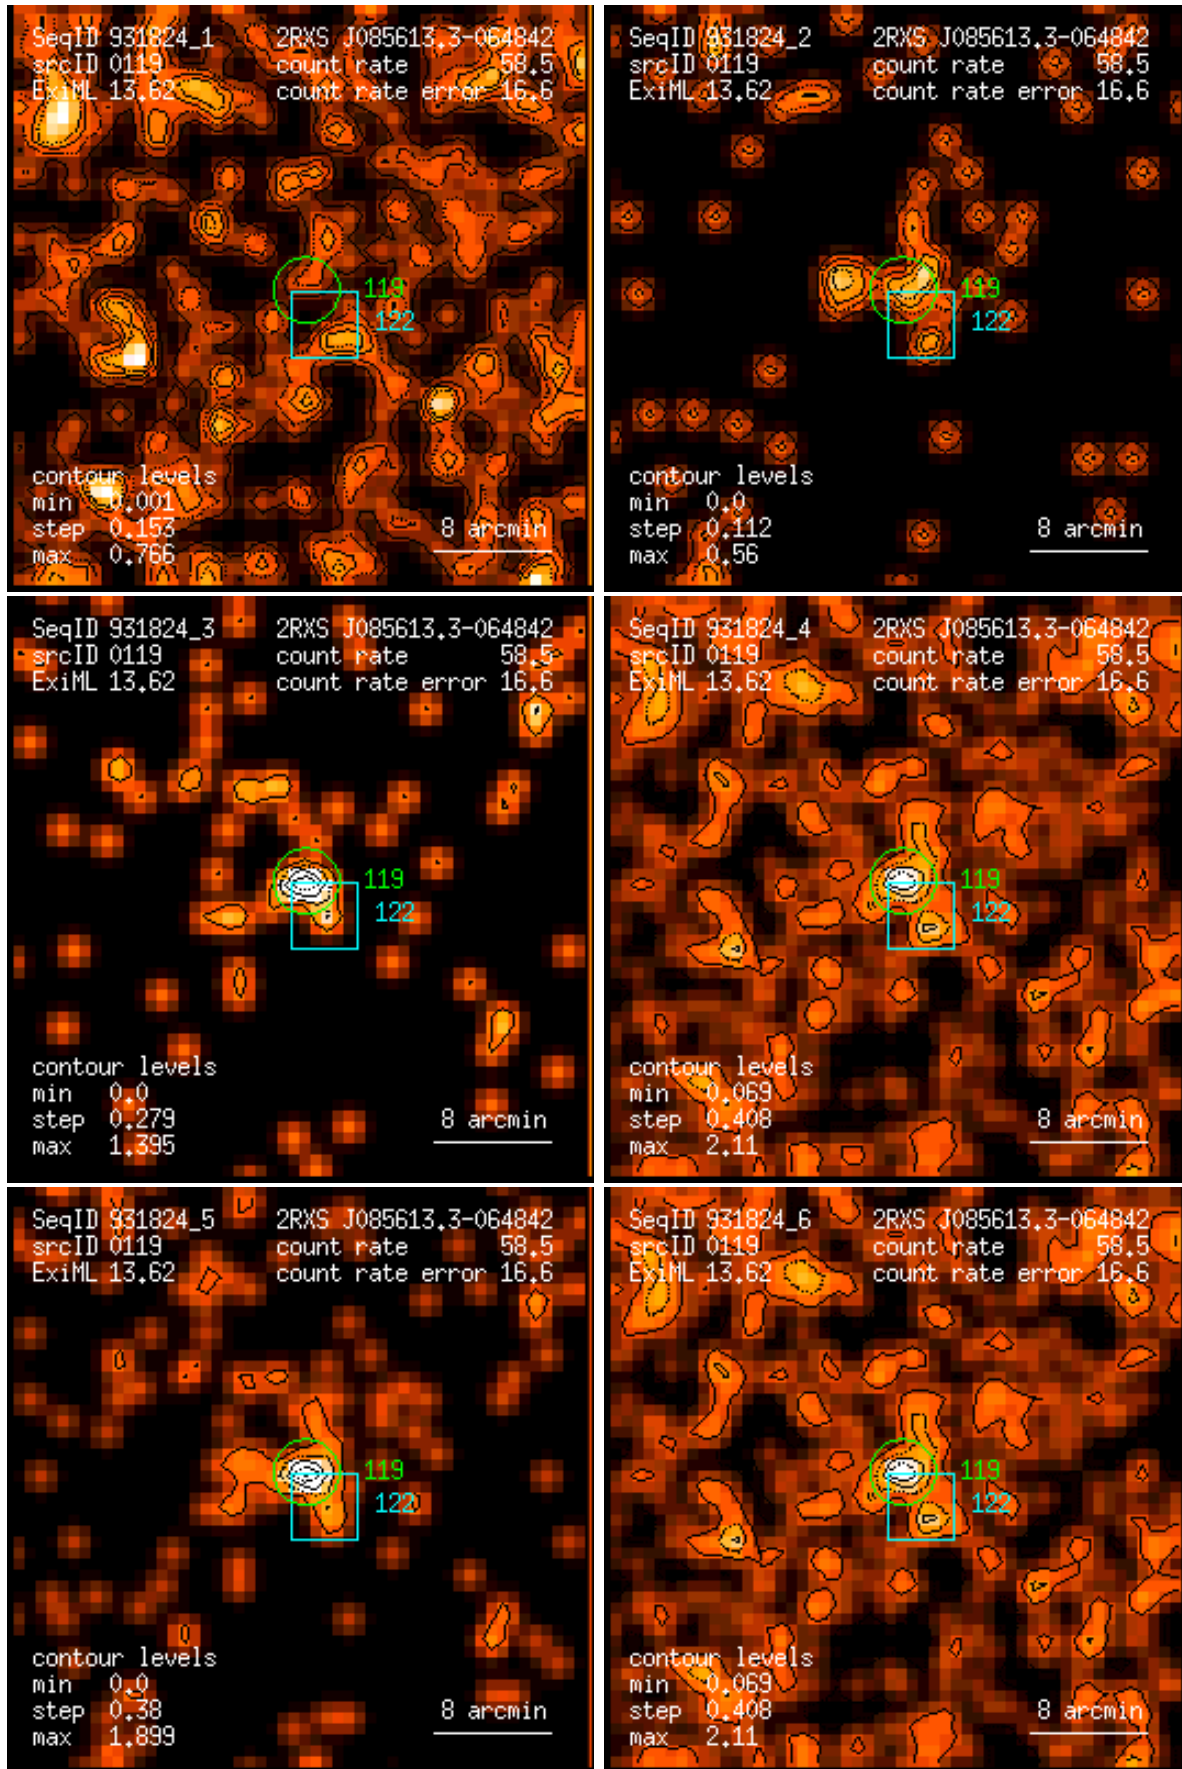 SeqID 931824_1 2RXS J085613.3-064842
srcID 0119 count rate 58.5
ExiML 13.62 count rate error 16.6
119
122
contour levels
min 0.001
step 0.153 8 arcmin
max 0.766
SeqID 931824_2 2RXS J085613.3-064842
srcID 0119 count rate 58.5
ExiML 13.62 count rate error 16.6
119
122
contour levels
min 0.0
step 0.112 8 arcmin
max 0.56
SeqID 931824_3 2RXS J085613.3-064842
srcID 0119 count rate 58.5
ExiML 13.62 count rate error 16.6
119
122
contour levels
min 0.0
step 0.279 8 arcmin
max 1.395
SeqID 931824_4 2RXS J085613.3-064842
srcID 0119 count rate 58.5
ExiML 13.62 count rate error 16.6
119
122
contour levels
min 0.069
step 0.408 8 arcmin
max 2.11
SeqID 931824_5 2RXS J085613.3-064842
srcID 0119 count rate 58.5
ExiML 13.62 count rate error 16.6
119
122
contour levels
min 0.0
step 0.38 8 arcmin
max 1.899
SeqID 931824_6 2RXS J085613.3-064842
srcID 0119 count rate 58.5
ExiML 13.62 count rate error 16.6
119
122
contour levels
min 0.069
step 0.408 8 arcmin
max 2.11